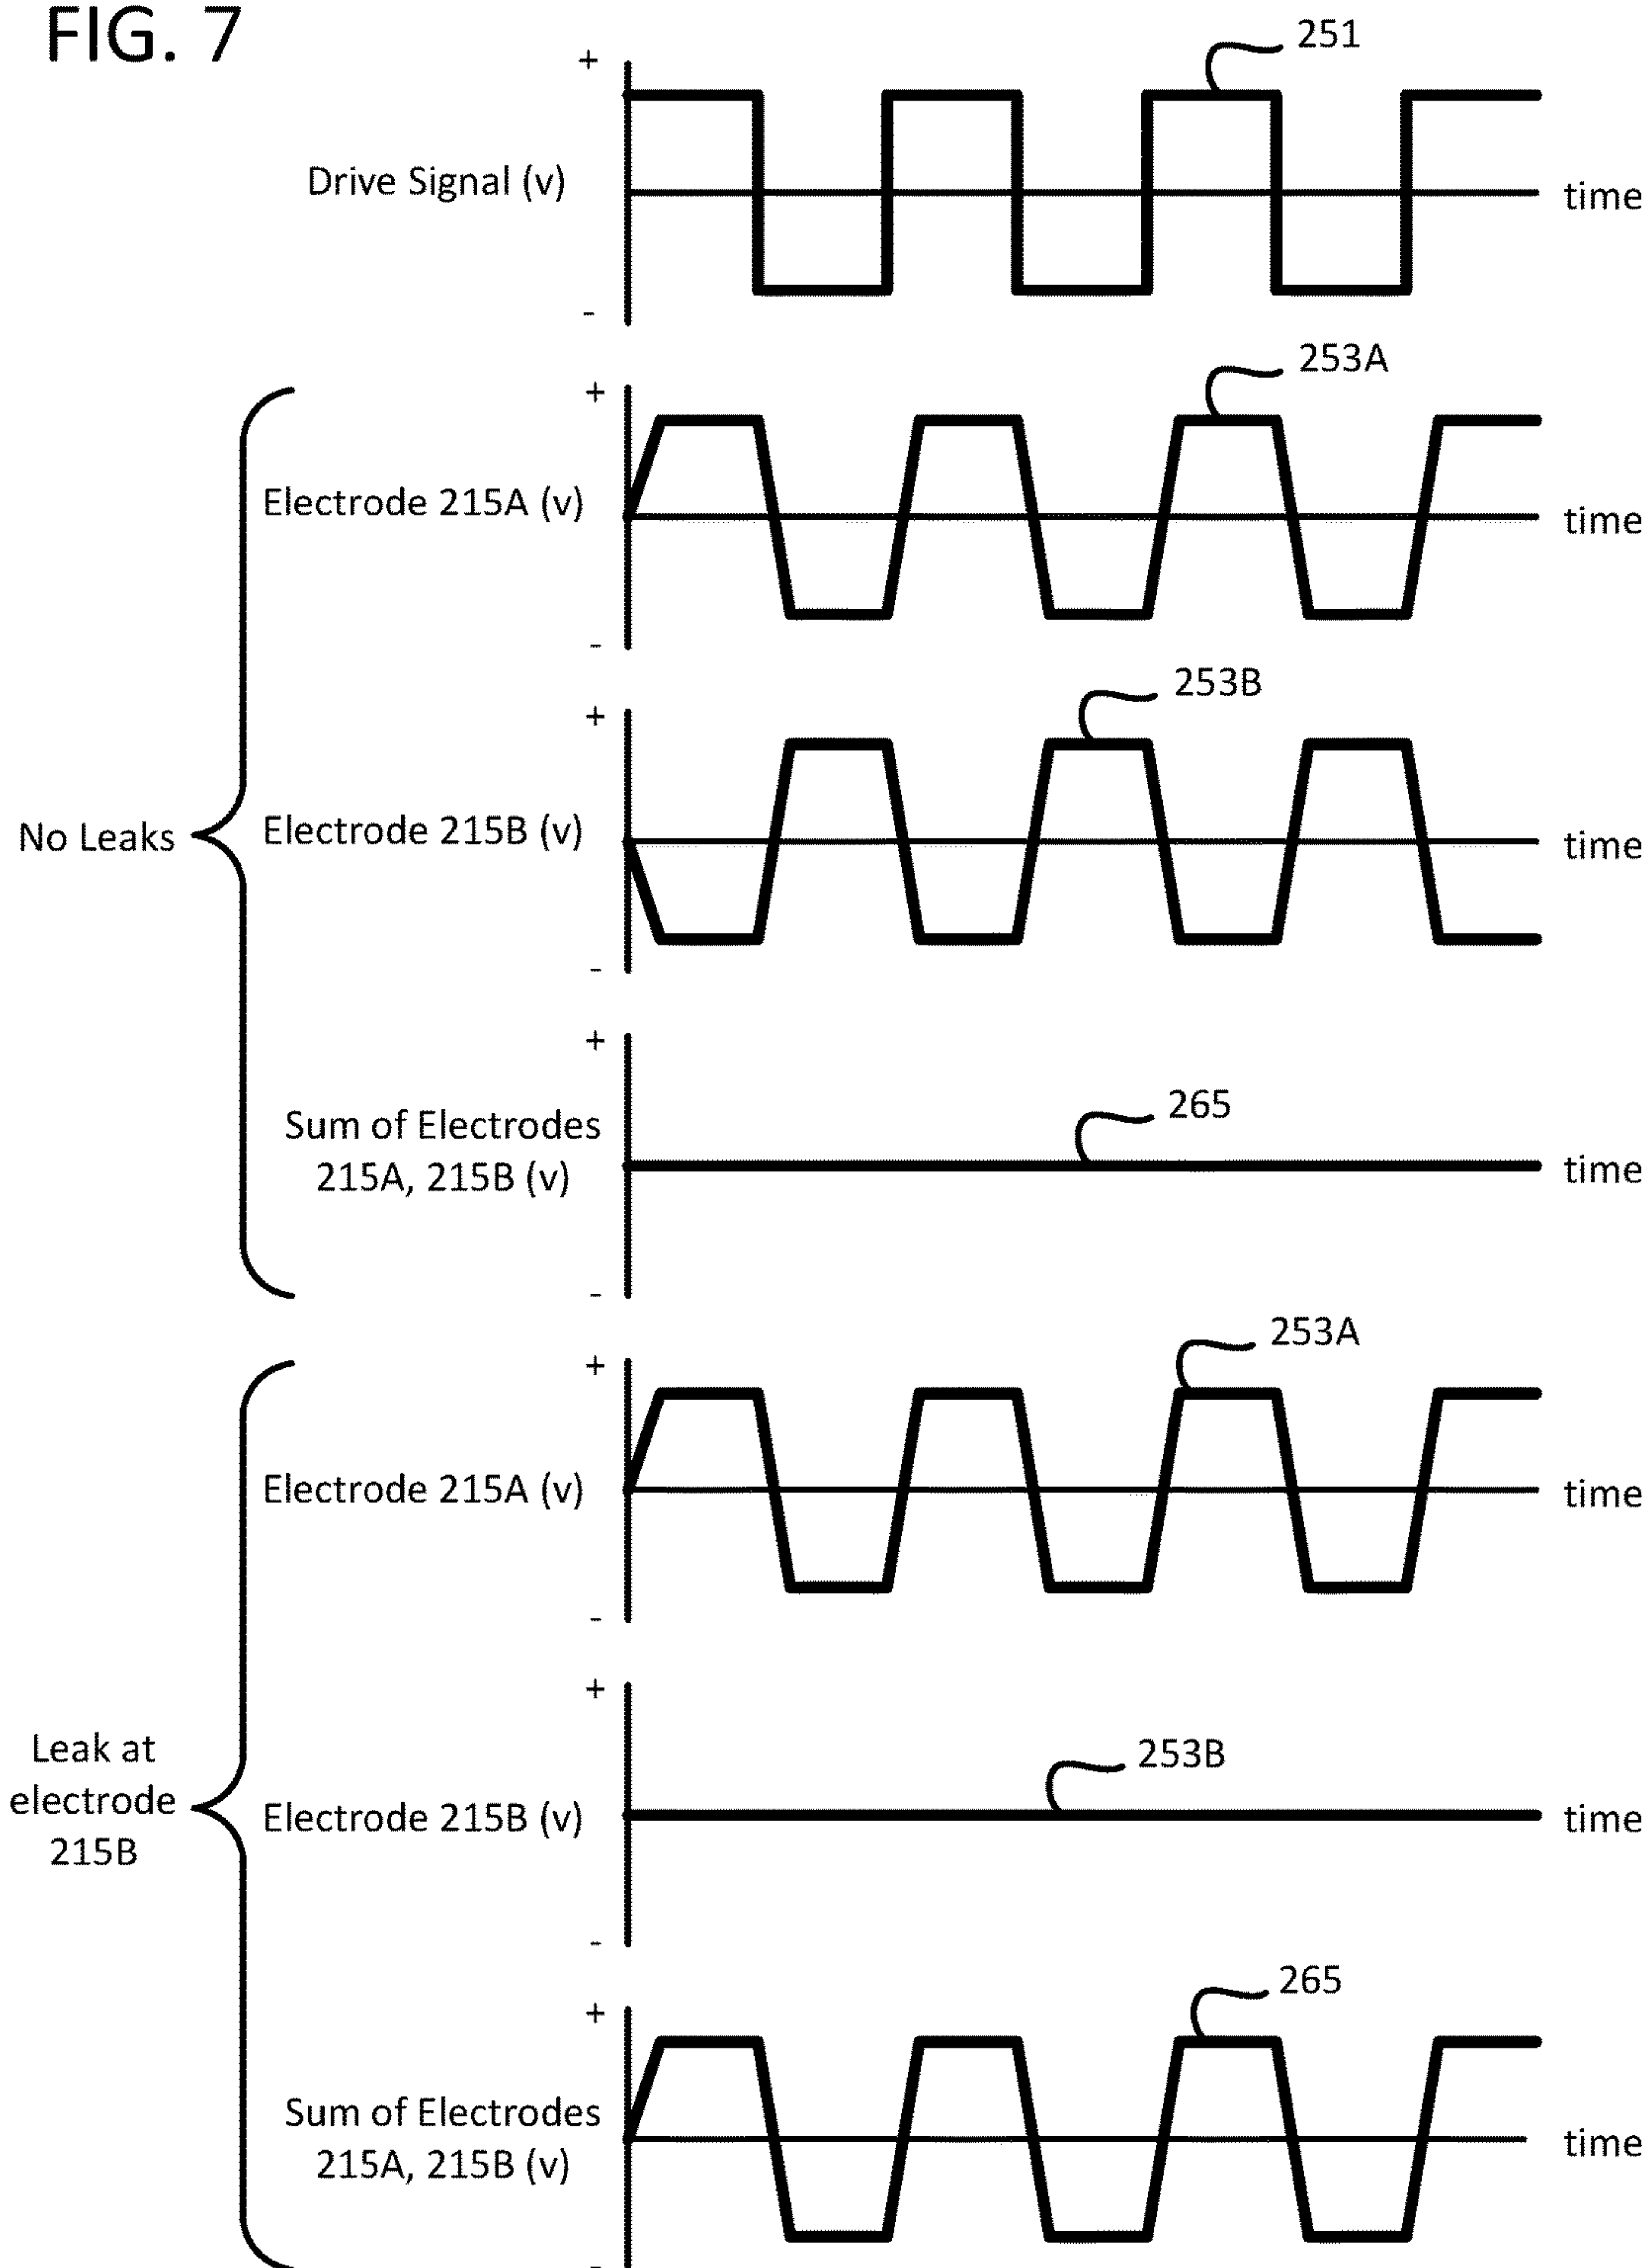 FIG. 7
251
+
Drive Signal (v)
time
-
253A
+
Electrode 215A (v)
time
-
253B
+
No Leaks
Electrode 215B (v)
time
-
+
265
Sum of Electrodes
215A, 215B (v)
time
-
253A
+
Electrode 215A (v)
time
-
+
Leak at
electrode
215B
253B
Electrode 215B (v)
time
-
265
+
Sum of Electrodes
215A, 215B (v)
time
-